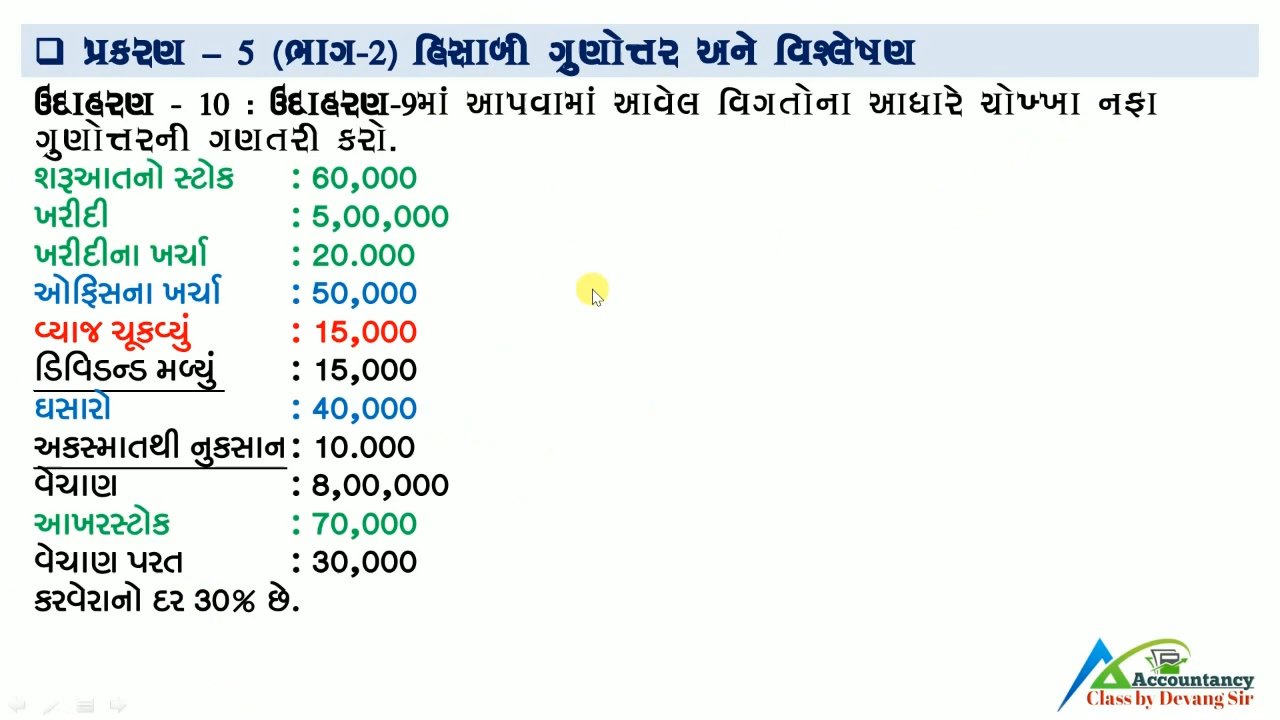 ❑ પ્રકરણ – 5 (ભાગ-2) હિસાબી ગુણોત્તર અને વિશ્લેષણ
ઉદાહરણ - 10 : ઉદાહરણ-9માં આપવામાં આવેલ વિગતોના આધારે ચોખ્ખા નફા
ગુણોત્તરની ગણતરી કરો.
શરૂઆતનો સ્ટોક : 60,000
ખરીદી : 5,00,000
ખરીદીના ખર્ચા : 20.000
ઓફિસના ખર્ચા : 50,000
વ્યાજ ચૂકવ્યું : 15,000
ડિવિડન્ડ મળ્યું : 15,000
ઘસારો : 40,000
અકસ્માતથી નુકસાન : 10.000
વેચાણ : 8,00,000
આખરસ્ટોક : 70,000
વેચાણ પરત : 30,000
કરવેરાનો દર 30% છે.
Accountancy
Class by Devang Sir